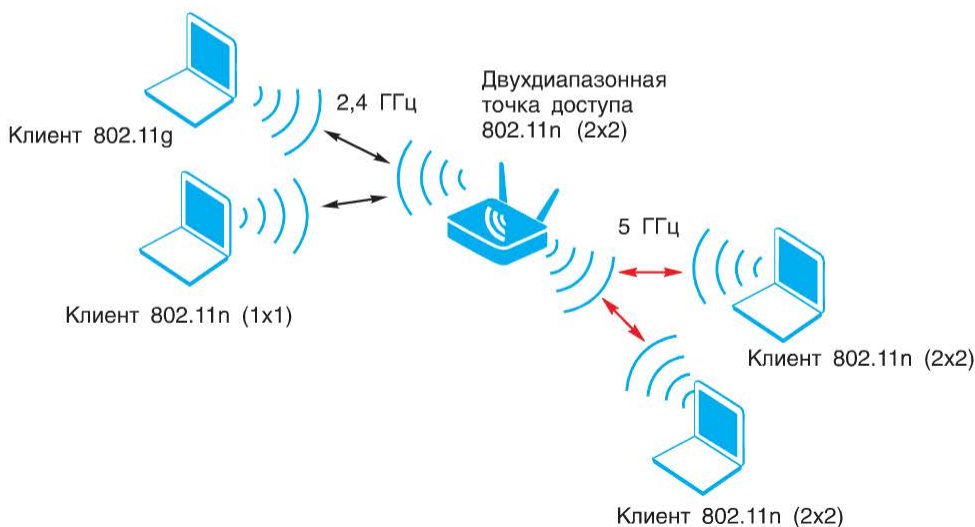 Клиент 802.11g
2,4 ГГц
Двухдиапазонная
точка доступа
802.11n (2x2)
Клиент 802.11n (1x1)
5 ГГц
Клиент 802.11n (2x2)
Клиент 802.11n (2x2)